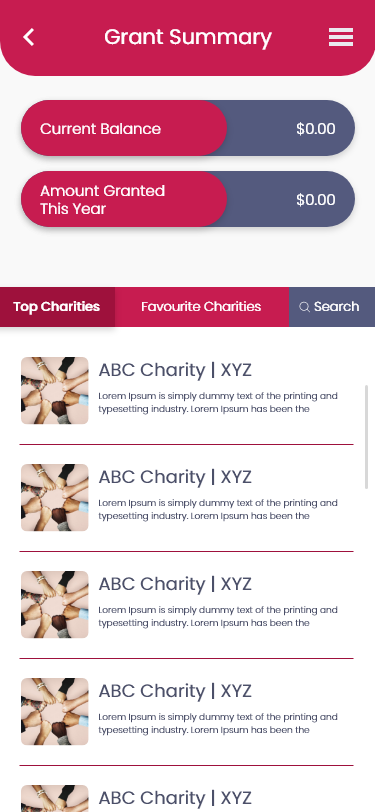 Grant Summary
Current Balance
$0.00
Amount Granted
This Year
$0.00
Top Charities
Favourite Charities
Search
ABC Charity | XYZ
Lorem Ipsum is simply dummy text of the printing and
typesetting industry. Lorem Ipsum has been the
ABC Charity | XYZ
Lorem Ipsum is simply dummy text of the printing and
typesetting industry. Lorem Ipsum has been the
ABC Charity | XYZ
Lorem Ipsum is simply dummy text of the printing and
typesetting industry. Lorem Ipsum has been the
ABC Charity | XYZ
Lorem Ipsum is simply dummy text of the printing and
typesetting industry. Lorem Ipsum has been the
ABC Charity | XYZ